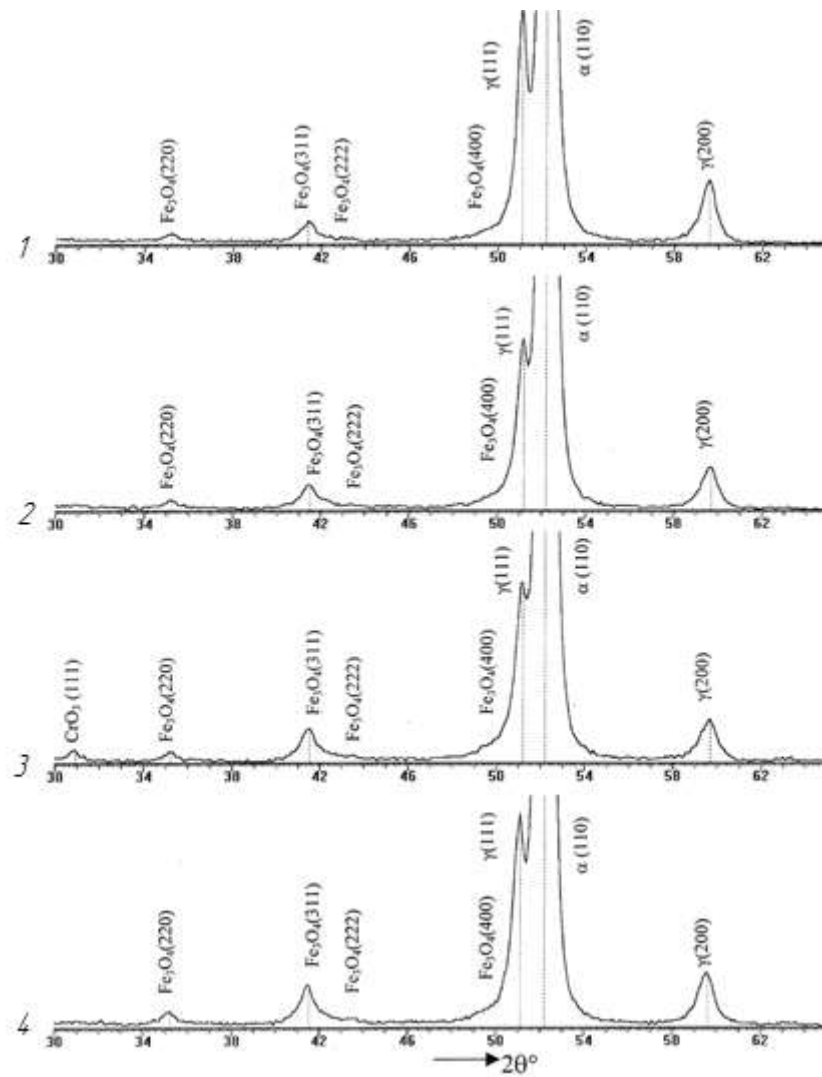 Fe₃O₄(220)
Fe₃O₄(311)
Fe₃O₄(222)
Fe₃O₄(400)
γ(111)
α (110)
γ(200)
1
30 34 38 42 46 50 54 58 62
Fe₃O₄(220)
Fe₃O₄(311)
Fe₃O₄(222)
Fe₃O₄(400)
γ(111)
α (110)
γ(200)
2
30 34 38 42 46 50 54 58 62
CrO₃ (111)
Fe₃O₄(220)
Fe₃O₄(311)
Fe₃O₄(222)
Fe₃O₄(400)
γ(111)
α (110)
γ(200)
3
30 34 38 42 46 50 54 58 62
Fe₃O₄(220)
Fe₃O₄(311)
Fe₃O₄(222)
Fe₃O₄(400)
γ(111)
α (110)
γ(200)
4
30 34 38 42 46 50 54 58 62
2θ°